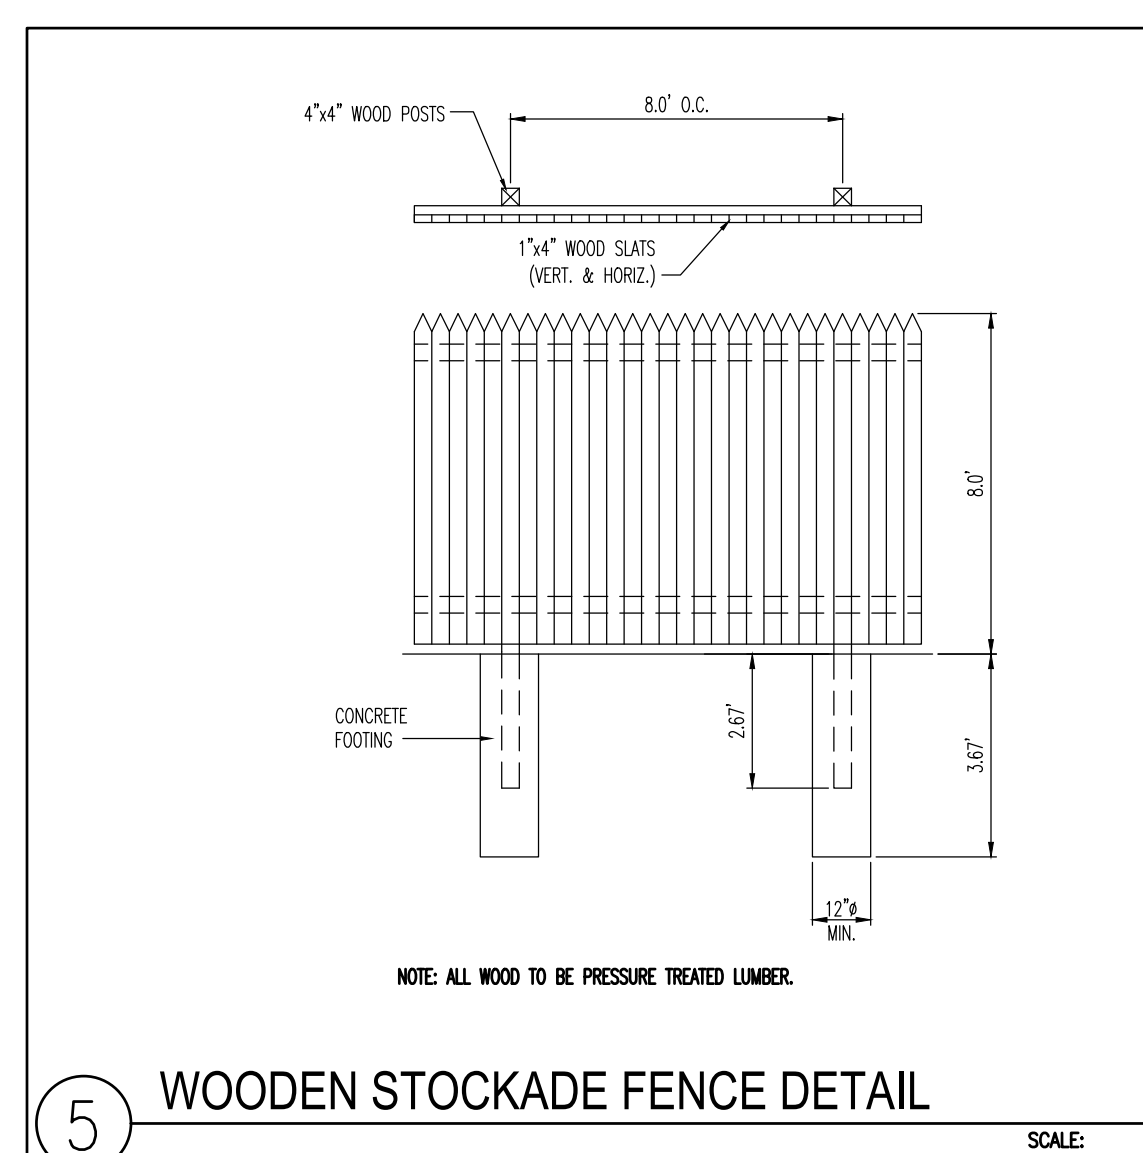 4"x4" WOOD POSTS
8.0' O.C.
1"x4" WOOD SLATS
(VERT. & HORIZ.)
8.0'
CONCRETE
FOOTING
2.67'
3.67'
12"ø
MIN.
NOTE: ALL WOOD TO BE PRESSURE TREATED LUMBER.
5
WOODEN STOCKADE FENCE DETAIL
SCALE: